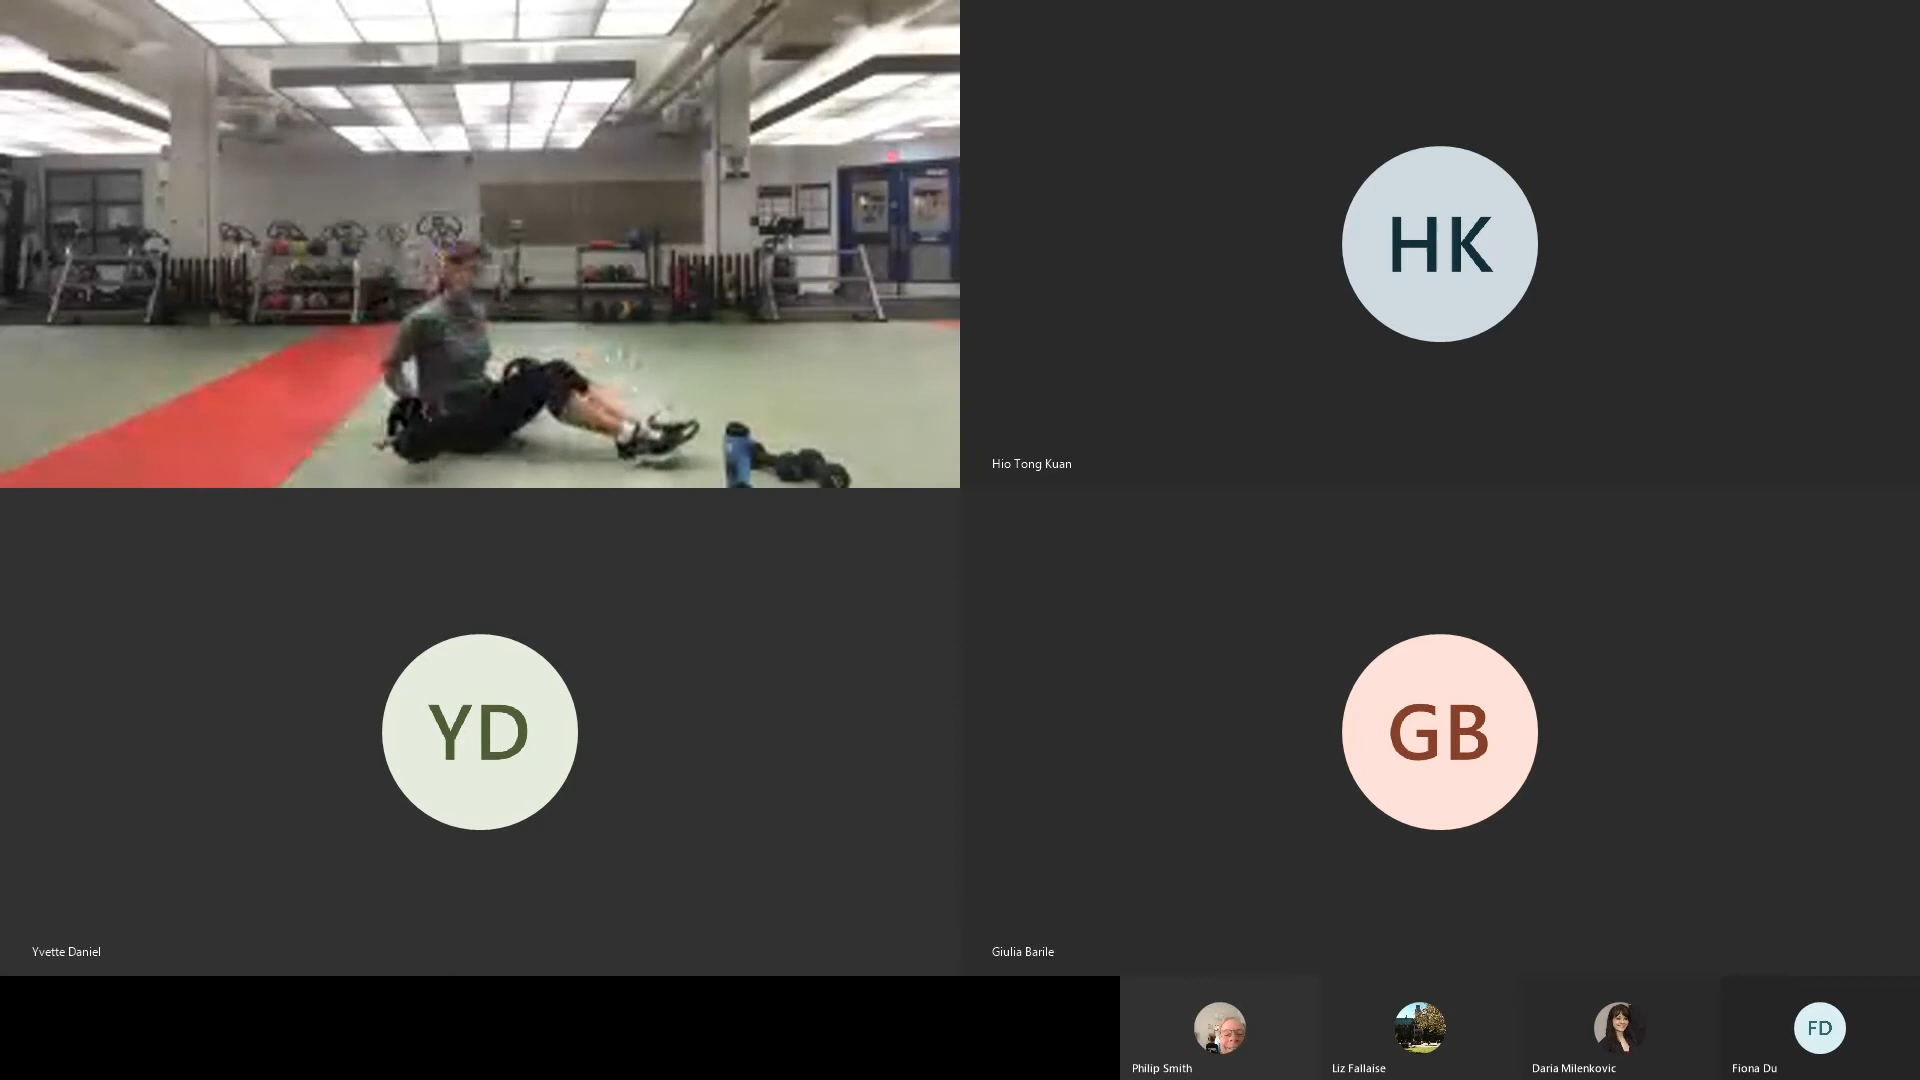 HK
Hio Tong Kuan
YD
GB
Yvette Daniel
Giulia Barile
FD
Philip Smith
Liz Fallaise
Daria Milenkovic
Fiona Du